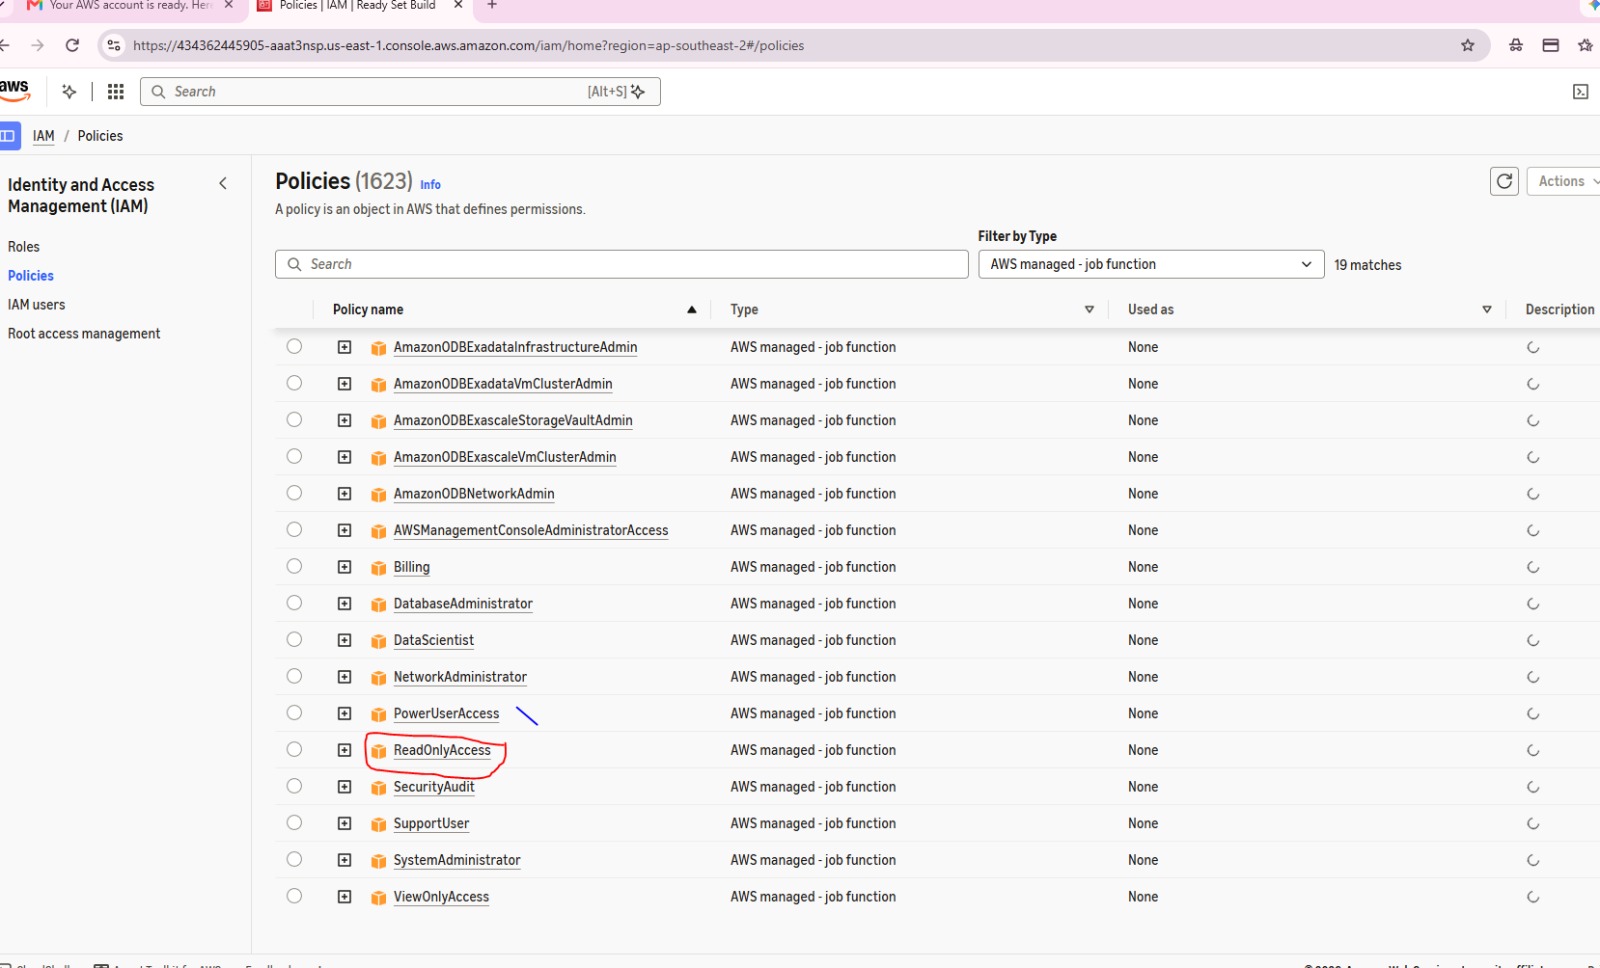 Your AWS account is ready. Her
Policies | IAM | Ready Set Build
https://434362445905-aaat3nsp.us-east-1.console.aws.amazon.com/iam/home?region=ap-southeast-2#/policies
aws
Search
[Alt+S]
IAM / Policies
Identity and Access
Management (IAM)
Roles
Policies
IAM users
Root access management
Policies (1623) Info
A policy is an object in AWS that defines permissions.
Actions
Filter by Type
Search
AWS managed - job function
19 matches
Policy name Type Used as Description
AmazonODBExadataInfrastructureAdmin AWS managed - job function None
AmazonODBExadataVmClusterAdmin AWS managed - job function None
AmazonODBExascaleStorageVaultAdmin AWS managed - job function None
AmazonODBExascaleVmClusterAdmin AWS managed - job function None
AmazonODBNetworkAdmin AWS managed - job function None
AWSManagementConsoleAdministratorAccess AWS managed - job function None
Billing AWS managed - job function None
DatabaseAdministrator AWS managed - job function None
DataScientist AWS managed - job function None
NetworkAdministrator AWS managed - job function None
PowerUserAccess AWS managed - job function None
ReadOnlyAccess AWS managed - job function None
SecurityAudit AWS managed - job function None
SupportUser AWS managed - job function None
SystemAdministrator AWS managed - job function None
ViewOnlyAccess AWS managed - job function None